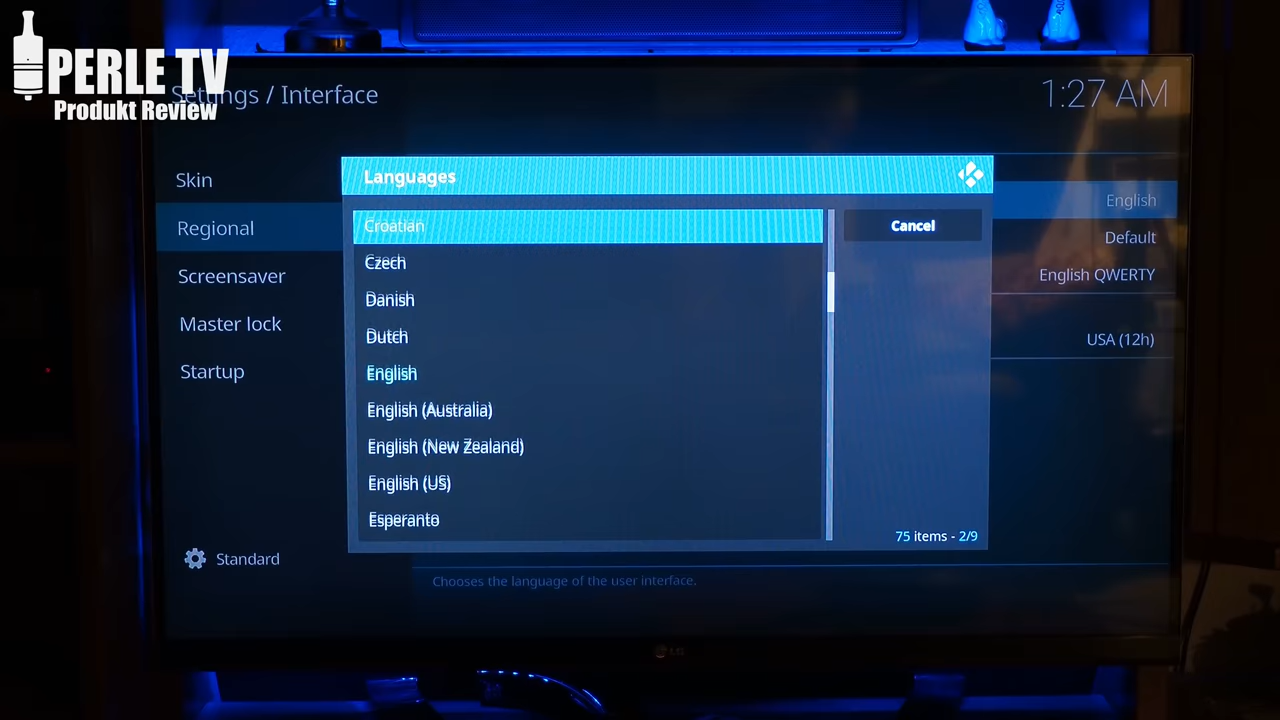 PERLE TV
Produkt Review
Settings / Interface
1:27 AM
Skin
Regional
Screensaver
Master lock
Startup
Standard
Languages
Croatian
Czech
Danish
Dutch
English
English (Australia)
English (New Zealand)
English (US)
Esperanto
Cancel
75 items - 2/9
English
Default
English QWERTY
USA (12h)
Chooses the language of the user interface.
LG